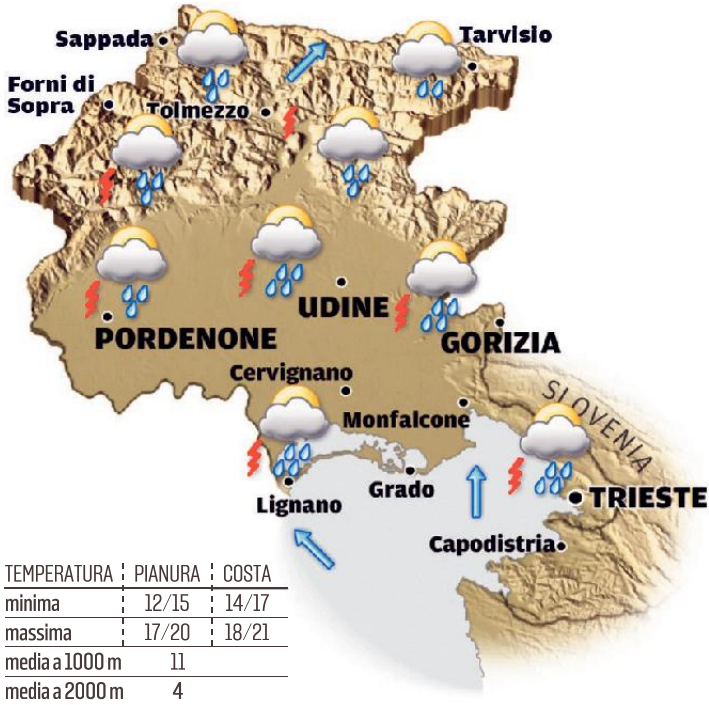 Sappada
Tarvisio
Forni di
Sopra
Tolmezzo
UDINE
PORDENONE
GORIZIA
Cervignano
SLOVENIA
Monfalcone
Grado
TRIESTE
Lignano
Capodistria
TEMPERATURA PIANURA COSTA
minima 12/15 14/17
massima 17/20 18/21
media a 1000 m 11
media a 2000 m 4